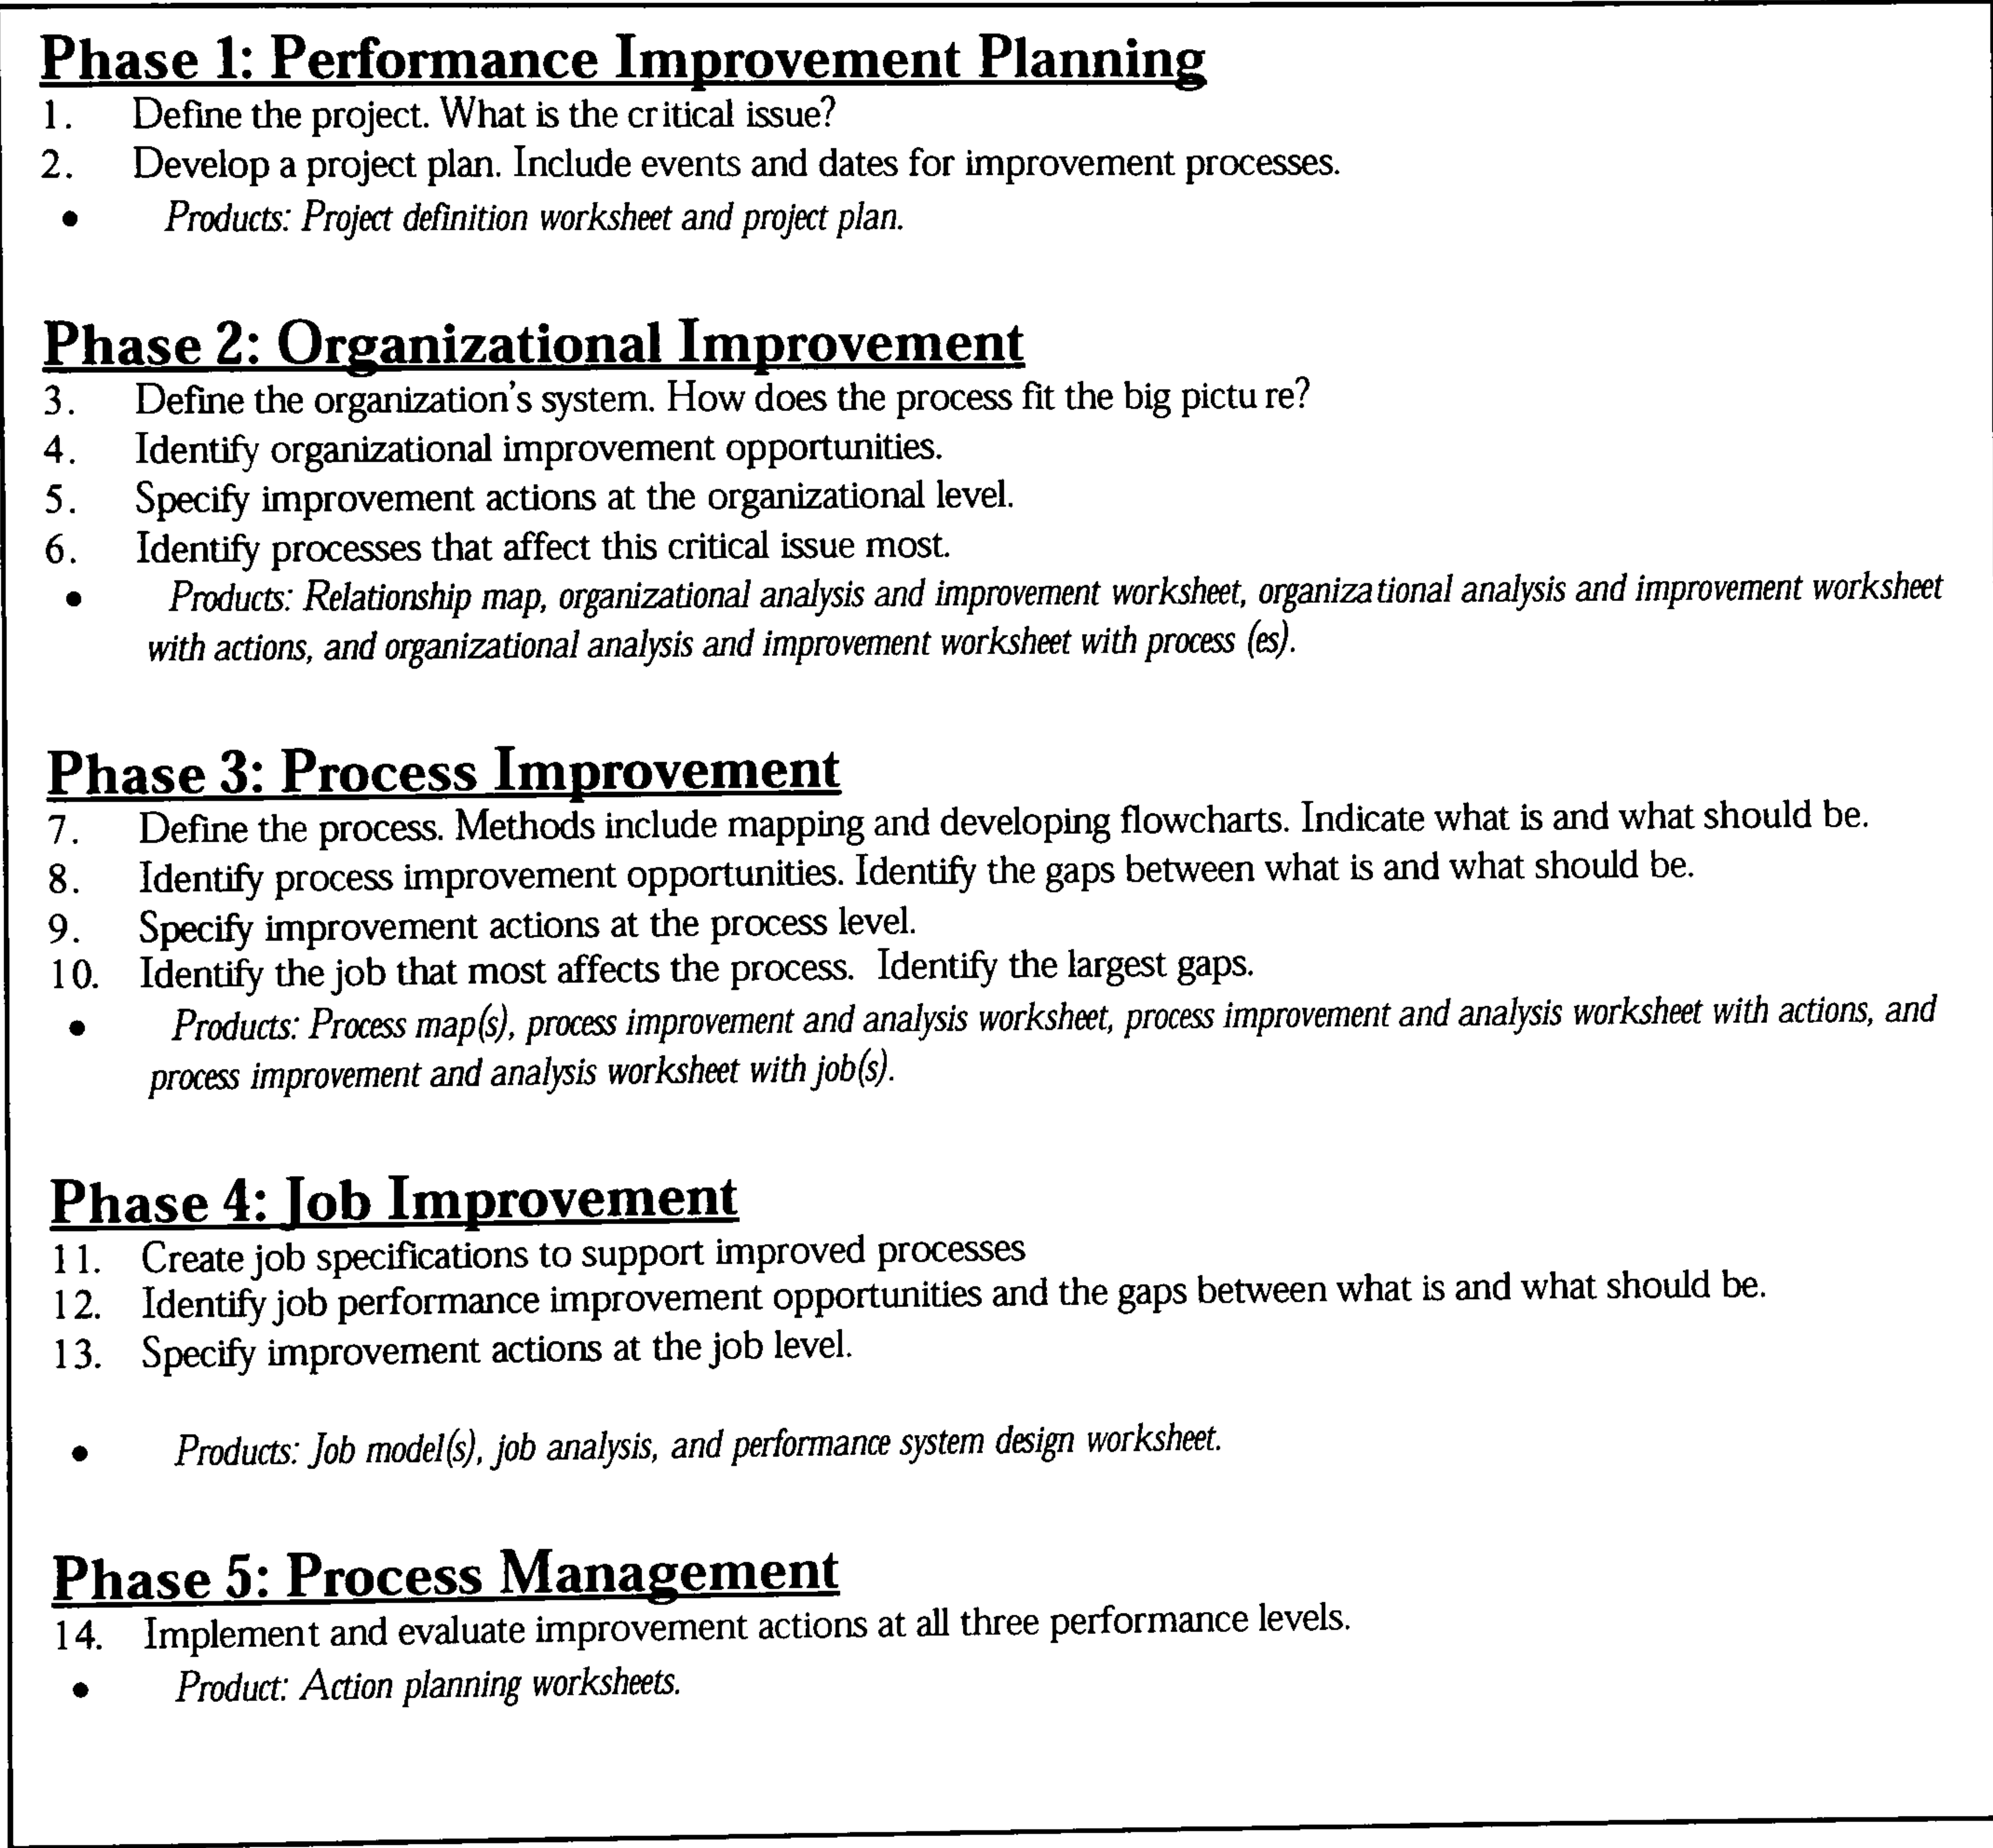 Phase 1: Performance Improvement Planning
1. Define the project. What is the critical issue?
2. Develop a project plan. Include events and dates for improvement processes.
• Products: Project definition worksheet and project plan.
Phase 2: Organizational Improvement
3. Define the organization's system. How does the process fit the big pictu re?
4. Identify organizational improvement opportunities.
5. Specify improvement actions at the organizational level.
6. Identify processes that affect this critical issue most.
• Products: Relationship map, organizational analysis and improvement worksheet, organizational analysis and improvement worksheet
with actions, and organizational analysis and improvement worksheet with process (es).
Phase 3: Process Improvement
7. Define the process. Methods include mapping and developing flowcharts. Indicate what is and what should be.
8. Identify process improvement opportunities. Identify the gaps between what is and what should be.
9. Specify improvement actions at the process level.
10. Identify the job that most affects the process. Identify the largest gaps.
• Products: Process map(s), process improvement and analysis worksheet, process improvement and analysis worksheet with actions, and
process improvement and analysis worksheet with job(s).
Phase 4: Job Improvement
11. Create job specifications to support improved processes
12. Identify job performance improvement opportunities and the gaps between what is and what should be.
13. Specify improvement actions at the job level.
• Products: Job model(s), job analysis, and performance system design worksheet.
Phase 5: Process Management
14. Implement and evaluate improvement actions at all three performance levels.
• Product: Action planning worksheets.